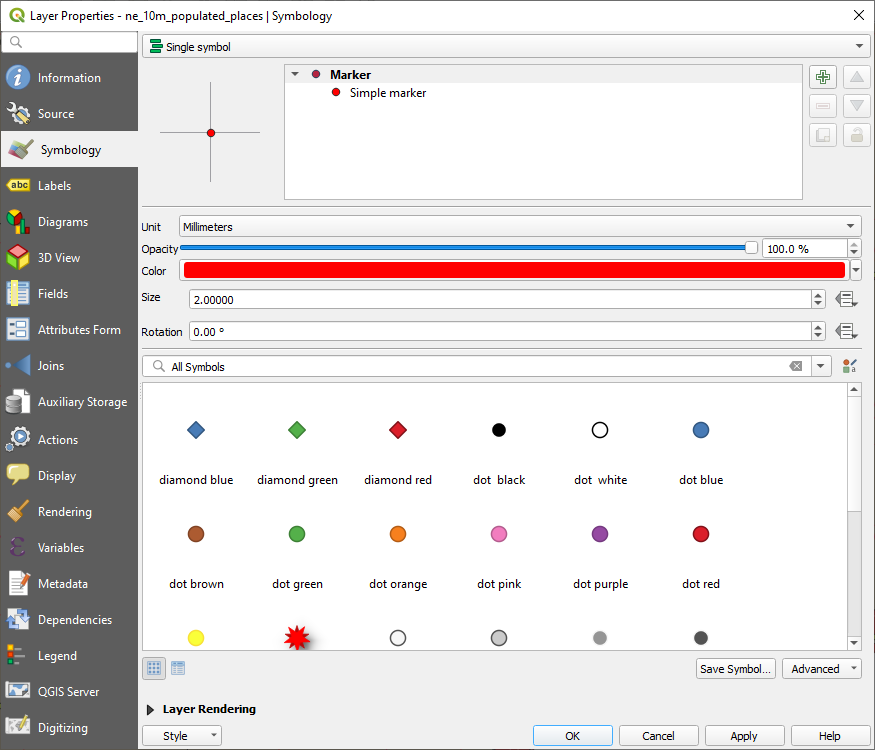 Layer Properties - ne_10m_populated_places | Symbology
Information
Source
Symbology
abc Labels
Diagrams
3D View
Fields
Attributes Form
Joins
Auxiliary Storage
Actions
Display
Rendering
Variables
Metadata
Dependencies
Legend
QGIS Server
Digitizing
Single symbol
Marker
Simple marker
Unit Millimeters
Opacity 100.0 %
Color
Size 2.00000
Rotation 0.00 °
All Symbols
diamond blue diamond green diamond red dot  black dot  white dot blue
dot brown dot green dot orange dot pink dot purple dot red
Save Symbol... Advanced
Layer Rendering
Style OK Cancel Apply Help